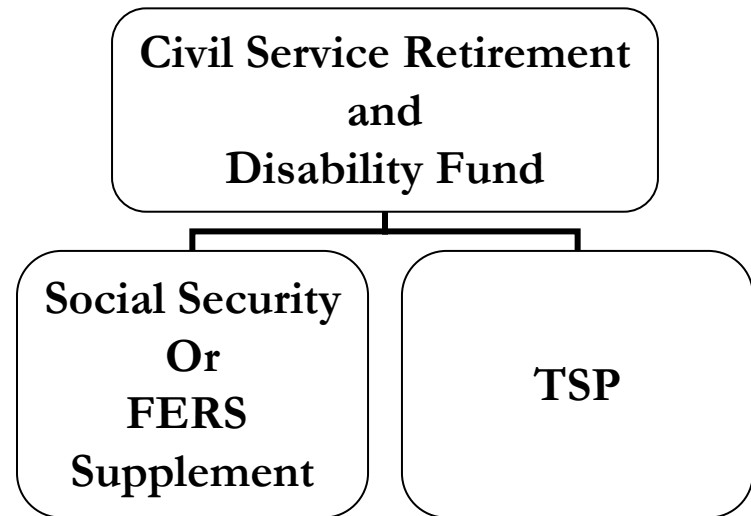 Civil Service Retirement
and
Disability Fund
Social Security
Or
FERS
Supplement
TSP